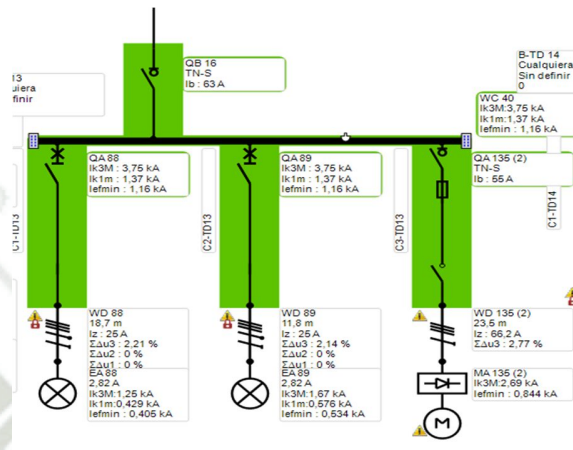 13
uiera
finir
QB 16
TN-S
Ib : 63 A
B-TD 14
Cualquiera
Sin definir
0
WC 40
Ik3M:3,75 kA
Ik1m:1,37 kA
Iefmin : 1,16 kA
C1-TD13
QA 88
Ik3M : 3,75 kA
Ik1m : 1,37 kA
Iefmin : 1,16 kA
C2-TD13
QA 89
Ik3M : 3,75 kA
Ik1m : 1,37 kA
Iefmin : 1,16 kA
C3-TD13
QA 135 (2)
TN-S
Ib : 55 A
C1-TD14
WD 88
18,7 m
Iz : 25 A
ΣΔu3 : 2,21 %
ΣΔu2 : 0 %
ΣΔu1 : 0 %
EA 88
2,82 A
Ik3M:1,25 kA
Ik1m:0,429 kA
Iefmin : 0,405 kA
WD 89
11,8 m
Iz : 25 A
ΣΔu3 : 2,14 %
ΣΔu2 : 0 %
ΣΔu1 : 0 %
EA 89
2,82 A
Ik3M:1,67 kA
Ik1m:0,576 kA
Iefmin : 0,534 kA
WD 135 (2)
23,5 m
Iz : 66,2 A
ΣΔu3 : 2,77 %
MA 135 (2)
Ik3M:2,69 kA
Iefmin : 0,844 kA
M